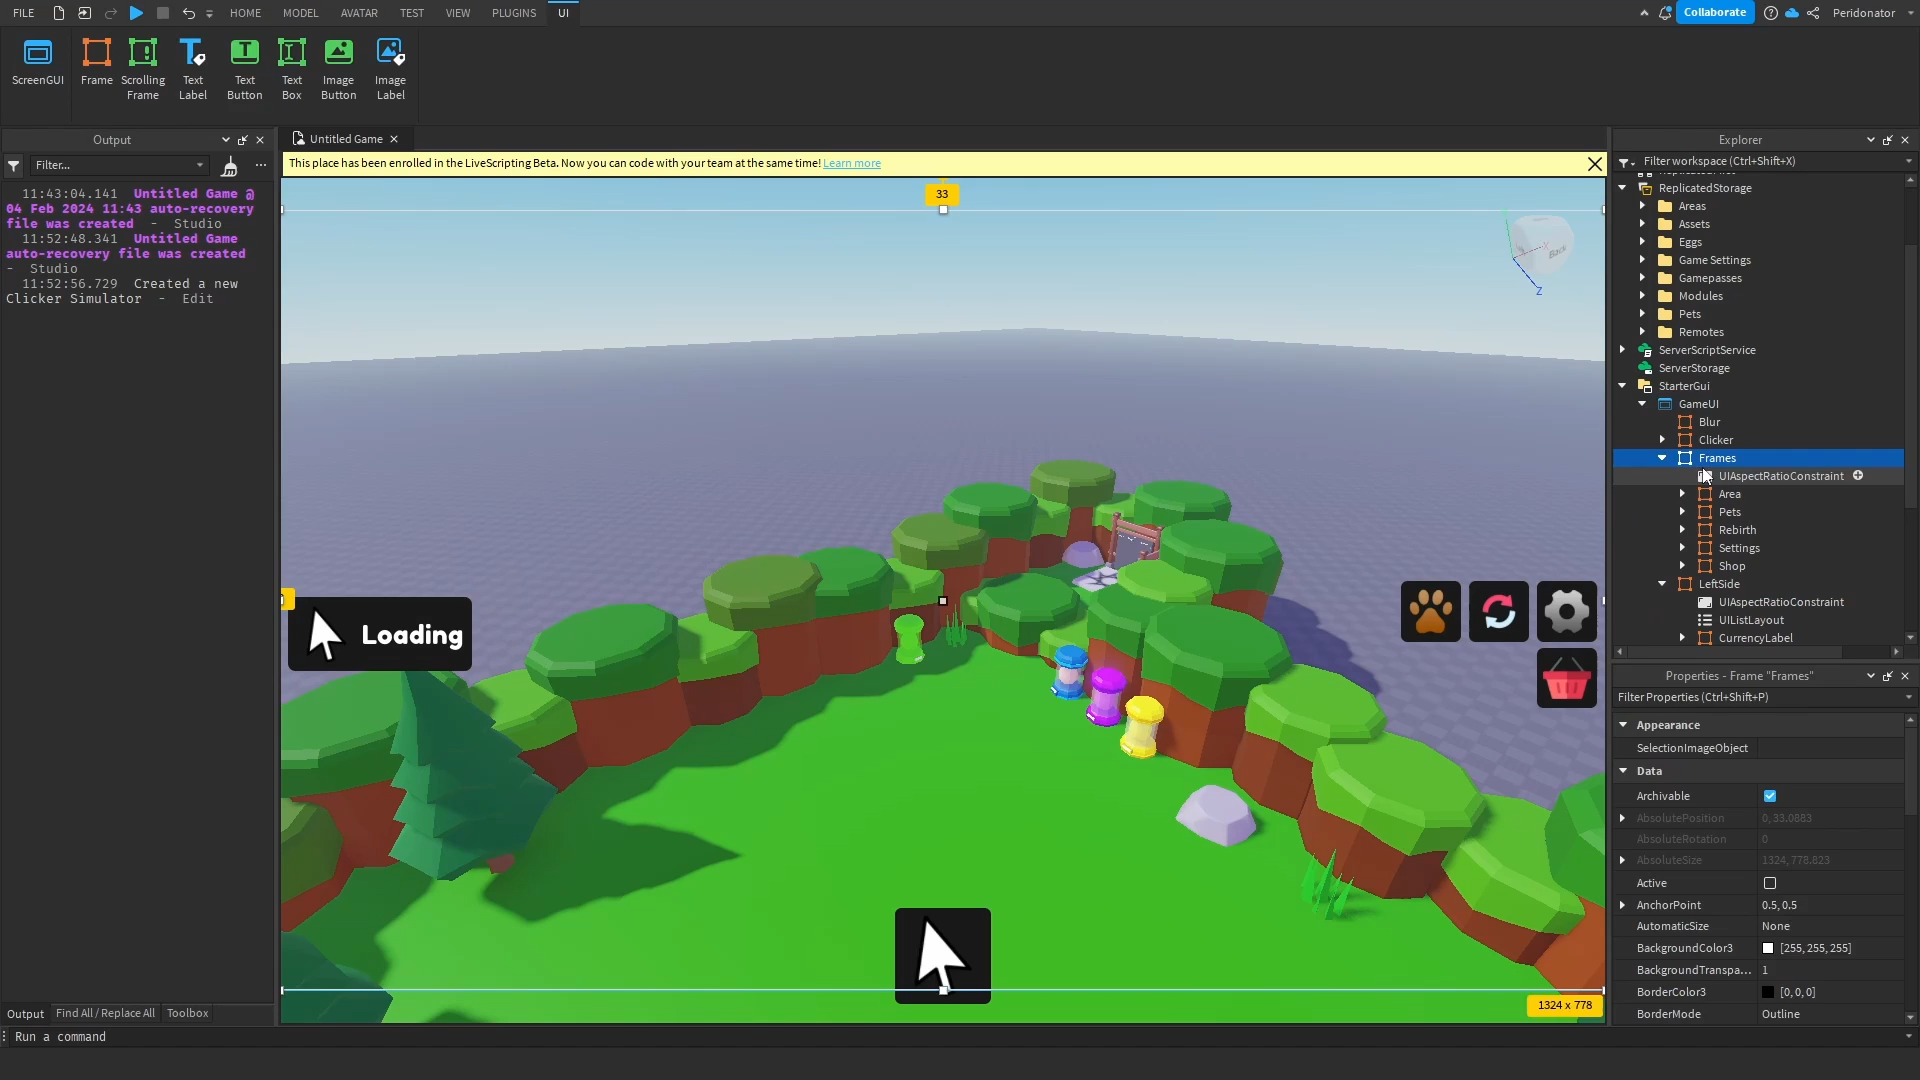 FILE HOME MODEL AVATAR TEST VIEW PLUGINS UI Collaborate Peridonator
ScreenGUI Frame Scrolling Frame Text Label Text Button Text Box Image Button Image Label
Output
Filter...
11:43:04.141 Untitled Game @
04 Feb 2024 11:43 auto-recovery
file was created - Studio
11:52:48.341 Untitled Game
auto-recovery file was created
- Studio
11:52:56.729 Created a new
Clicker Simulator - Edit
Output Find All / Replace All Toolbox
Run a command
Untitled Game
This place has been enrolled in the LiveScripting Beta. Now you can code with your team at the same time! Learn more
33
Back
X
Z
Loading
1324 x 778
Explorer
Filter workspace (Ctrl+Shift+X)
ReplicatedStorage
Areas
Assets
Eggs
Game Settings
Gamepasses
Modules
Pets
Remotes
ServerScriptService
ServerStorage
StarterGui
GameUI
Blur
Clicker
Frames
UIAspectRatioConstraint
Area
Pets
Rebirth
Settings
Shop
LeftSide
UIAspectRatioConstraint
UIListLayout
CurrencyLabel
Properties - Frame "Frames"
Filter Properties (Ctrl+Shift+P)
Appearance
SelectionImageObject
Data
Archivable
AbsolutePosition 0, 33.0883
AbsoluteRotation 0
AbsoluteSize 1324, 778.823
Active
AnchorPoint 0.5, 0.5
AutomaticSize None
BackgroundColor3 [255, 255, 255]
BackgroundTranspa... 1
BorderColor3 [0, 0, 0]
BorderMode Outline